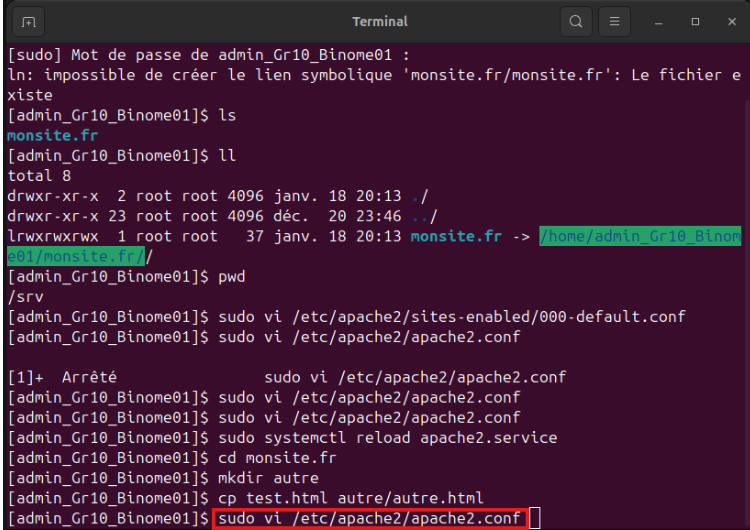 Terminal
[sudo] Mot de passe de admin_Gr10_Binome01 :
ln: impossible de créer le lien symbolique 'monsite.fr/monsite.fr': Le fichier e
xiste
[admin_Gr10_Binome01]$ ls
monsite.fr
[admin_Gr10_Binome01]$ ll
total 8
drwxr-xr-x  2 root root 4096 janv. 18 20:13 ./
drwxr-xr-x 23 root root 4096 déc.  20 23:46 ../
lrwxrwxrwx  1 root root   37 janv. 18 20:13 monsite.fr -> /home/admin_Gr10_Binom
e01/monsite.fr//
[admin_Gr10_Binome01]$ pwd
/srv
[admin_Gr10_Binome01]$ sudo vi /etc/apache2/sites-enabled/000-default.conf
[admin_Gr10_Binome01]$ sudo vi /etc/apache2/apache2.conf

[1]+  Arrêté                 sudo vi /etc/apache2/apache2.conf
[admin_Gr10_Binome01]$ sudo vi /etc/apache2/apache2.conf
[admin_Gr10_Binome01]$ sudo vi /etc/apache2/apache2.conf
[admin_Gr10_Binome01]$ sudo systemctl reload apache2.service
[admin_Gr10_Binome01]$ cd monsite.fr
[admin_Gr10_Binome01]$ mkdir autre
[admin_Gr10_Binome01]$ cp test.html autre/autre.html
[admin_Gr10_Binome01]$ sudo vi /etc/apache2/apache2.conf